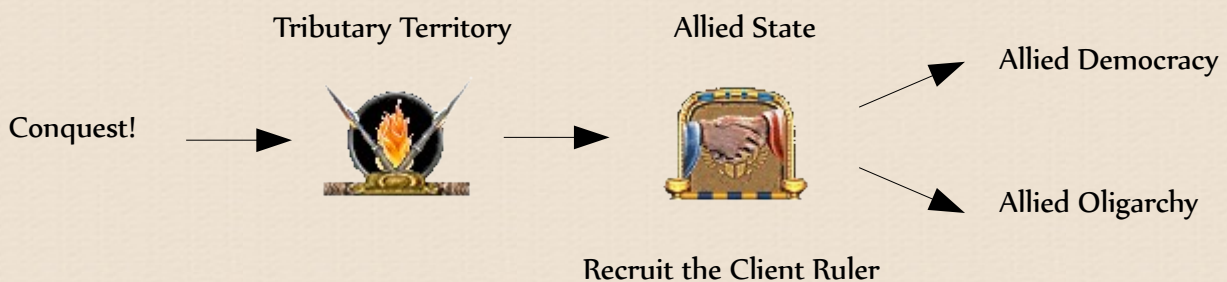 Tributary Territory
Allied State
Allied Democracy
Conquest!
Allied Oligarchy
Recruit the Client Ruler